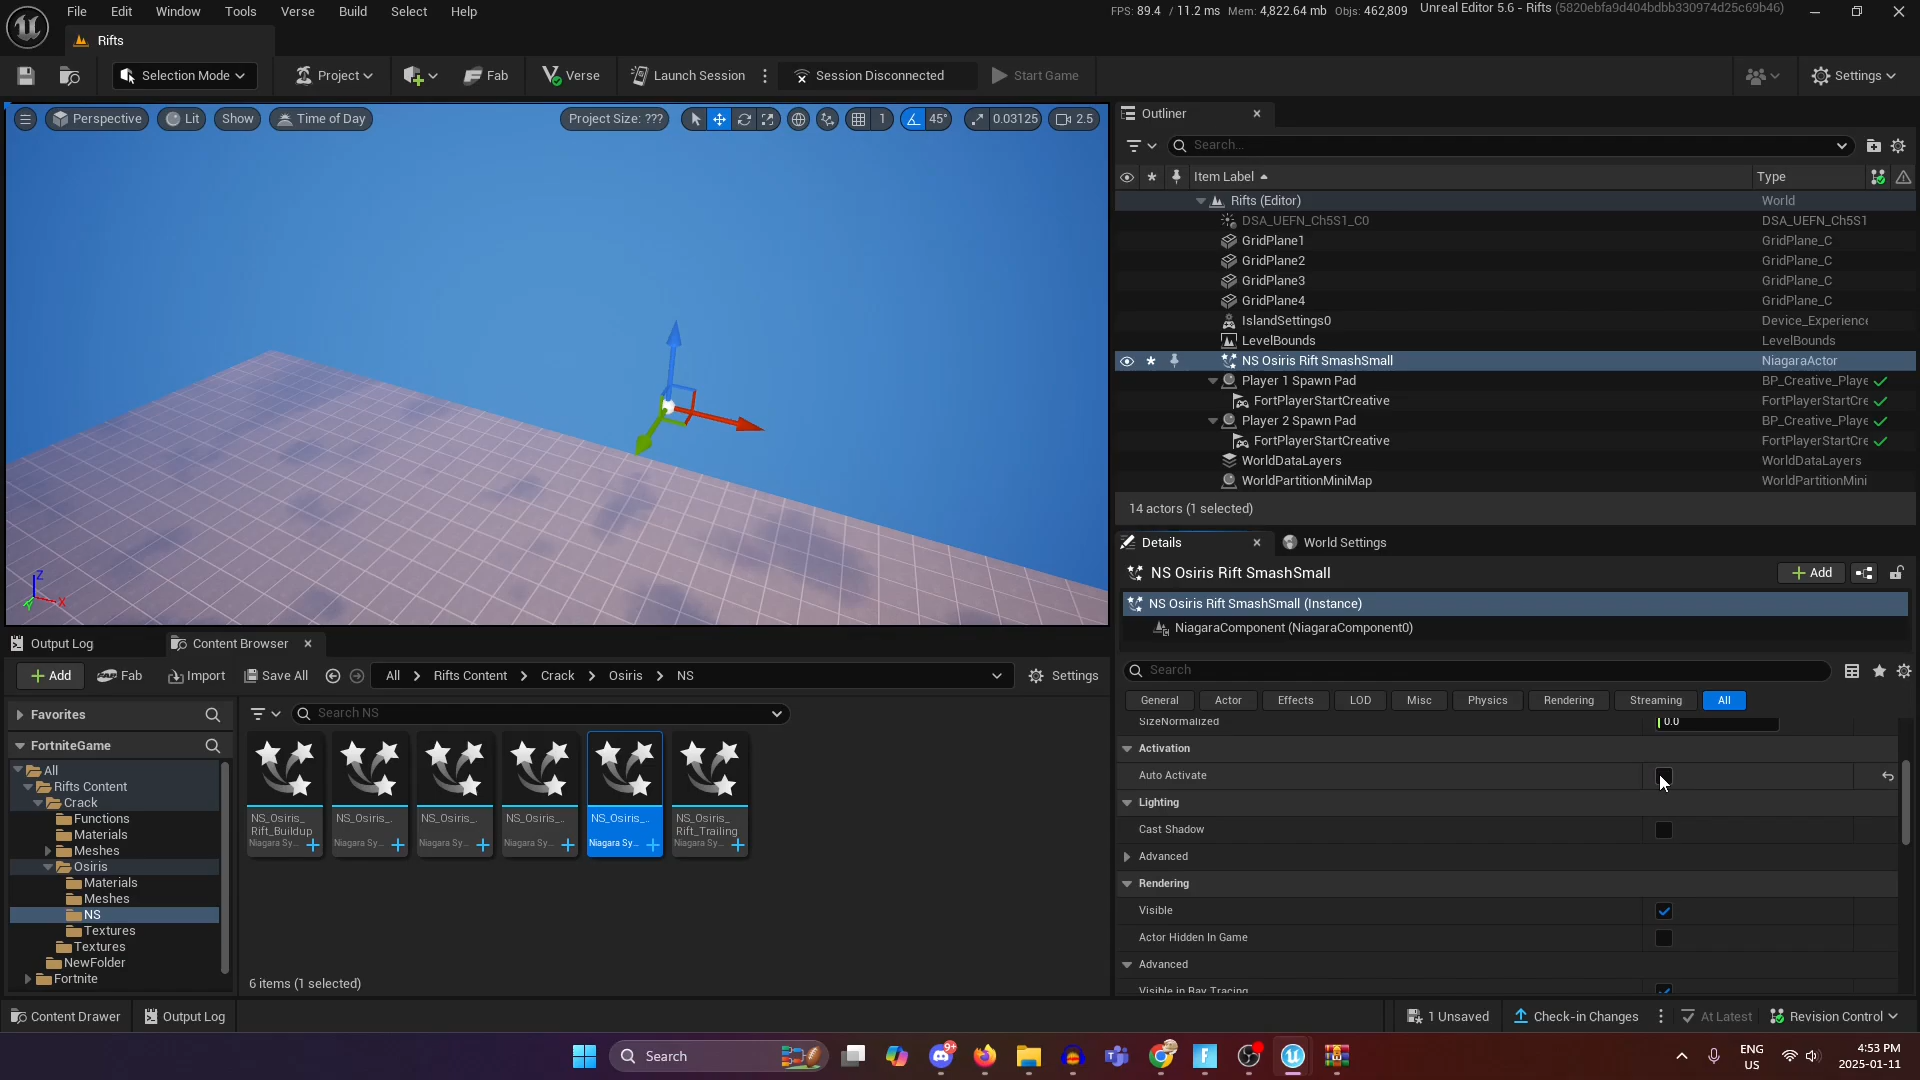 File Edit Window Tools Verse Build Select Help
FPS: 89.4 / 11.2 ms Mem: 4,822.64 mb Objs: 462,809 Unreal Editor 5.6 - Rifts (5820ebfa9d404bdbb330974d25c69b46)
Rifts
Selection Mode Project Fab Verse Launch Session Session Disconnected Start Game Settings
Perspective Lit Show Time of Day Project Size: ??? 1 45° 0.03125 2.5
Z
Y X
Outliner
Search...
Item Label Type
Rifts (Editor) World
DSA_UEFN_Ch5S1_C0 DSA_UEFN_Ch5S1
GridPlane1 GridPlane_C
GridPlane2 GridPlane_C
GridPlane3 GridPlane_C
GridPlane4 GridPlane_C
IslandSettings0 Device_Experience
LevelBounds LevelBounds
NS Osiris Rift SmashSmall NiagaraActor
Player 1 Spawn Pad BP_Creative_Playe
FortPlayerStartCreative FortPlayerStartCre
Player 2 Spawn Pad BP_Creative_Playe
FortPlayerStartCreative FortPlayerStartCre
WorldDataLayers WorldDataLayers
WorldPartitionMiniMap WorldPartitionMini
14 actors (1 selected)
Details World Settings
NS Osiris Rift SmashSmall Add
NS Osiris Rift SmashSmall (Instance)
NiagaraComponent (NiagaraComponent0)
Search
General Actor Effects LOD Misc Physics Rendering Streaming All
SizeNormalized 0.0
Activation
Auto Activate
Lighting
Cast Shadow
Advanced
Rendering
Visible
Actor Hidden In Game
Advanced
Visible in Ray Tracing
Output Log Content Browser
Add Fab Import Save All All Rifts Content Crack Osiris NS Settings
Favorites
FortniteGame
All
Rifts Content
Crack
Functions
Materials
Meshes
Osiris
Materials
Meshes
NS
Textures
Textures
NewFolder
Fortnite
Search NS
NS_Osiris_ NS_Osiris_.. NS_Osiris_.. NS_Osiris_.. NS_Osiris_... NS_Osiris_
Rift_Buildup Rift_Trailing
Niagara Sy... Niagara Sy... Niagara Sy... Niagara Sy... Niagara Sy... Niagara Sy...
6 items (1 selected)
Content Drawer Output Log 1 Unsaved Check-in Changes At Latest Revision Control
Search 9+ ENG US 4:53 PM
2025-01-11